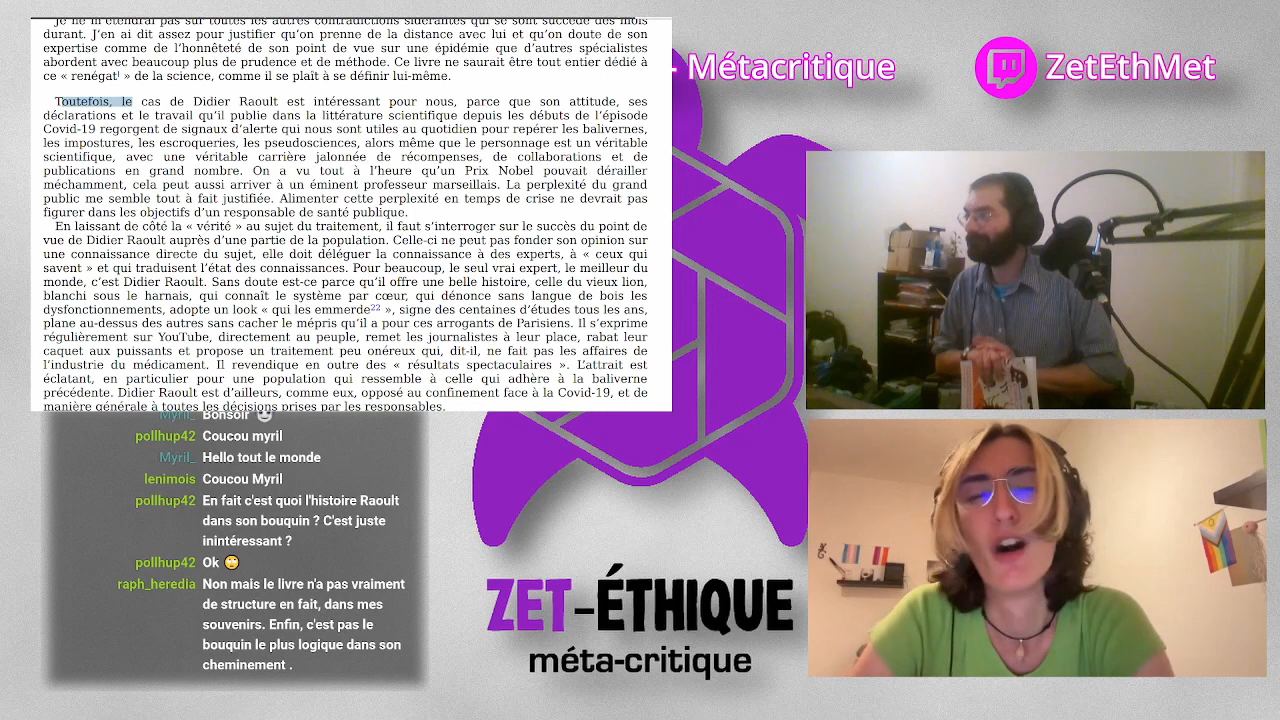 Je ne m'étendrai pas sur toutes les autres contradictions sidérantes qui se sont succédé des mois
durant. J'en ai dit assez pour justifier qu'on prenne de la distance avec lui et qu'on doute de son
expertise comme de l'honnêteté de son point de vue sur une épidémie que d'autres spécialistes
abordent avec beaucoup plus de prudence et de méthode. Ce livre ne saurait être tout entier dédié à
ce « renégat » de la science, comme il se plaît à se définir lui-même.
Toutefois, le cas de Didier Raoult est intéressant pour nous, parce que son attitude, ses
déclarations et le travail qu'il publie dans la littérature scientifique depuis les débuts de l'épisode
Covid-19 regorgent de signaux d'alerte qui nous sont utiles au quotidien pour repérer les balivernes,
les impostures, les escroqueries, les pseudosciences, alors même que le personnage est un véritable
scientifique, avec une véritable carrière jalonnée de récompenses, de collaborations et de
publications en grand nombre. On a vu tout à l'heure qu'un Prix Nobel pouvait dérailler
méchamment, cela peut aussi arriver à un éminent professeur marseillais. La perplexité du grand
public me semble tout à fait justifiée. Alimenter cette perplexité en temps de crise ne devrait pas
figurer dans les objectifs d'un responsable de santé publique.
En laissant de côté la « vérité » au sujet du traitement, il faut s'interroger sur le succès du point de
vue de Didier Raoult auprès d'une partie de la population. Celle-ci ne peut pas fonder son opinion sur
une connaissance directe du sujet, elle doit déléguer la connaissance à des experts, à « ceux qui
savent » et qui traduisent l'état des connaissances. Pour beaucoup, le seul vrai expert, le meilleur du
monde, c'est Didier Raoult. Sans doute est-ce parce qu'il offre une belle histoire, celle du vieux lion,
blanchi sous le harnais, qui connaît le système par cœur, qui dénonce sans langue de bois les
dysfonctionnements, adopte un look « qui les emmerde22 », signe des centaines d'études tous les ans,
plane au-dessus des autres sans cacher le mépris qu'il a pour ces arrogants de Parisiens. Il s'exprime
régulièrement sur YouTube, directement au peuple, remet les journalistes à leur place, rabat leur
caquet aux puissants et propose un traitement peu onéreux qui, dit-il, ne fait pas les affaires de
l'industrie du médicament. Il revendique en outre des « résultats spectaculaires ». L'attrait est
éclatant, en particulier pour une population qui ressemble à celle qui adhère à la baliverne
précédente. Didier Raoult est d'ailleurs, comme eux, opposé au confinement face à la Covid-19, et de
manière générale à toutes les décisions prises par les responsables.
- Métacritique
ZetEthMet
Myril_ Bonsoir
pollhup42 Coucou myril
Myril_ Hello tout le monde
lenimois Coucou Myril
pollhup42 En fait c'est quoi l'histoire Raoult
dans son bouquin ? C'est juste
inintéressant ?
pollhup42 Ok 🙄
raph_heredia Non mais le livre n'a pas vraiment
de structure en fait, dans mes
souvenirs. Enfin, c'est pas le
bouquin le plus logique dans son
cheminement .
ZET-ÉTHIQUE
méta-critique